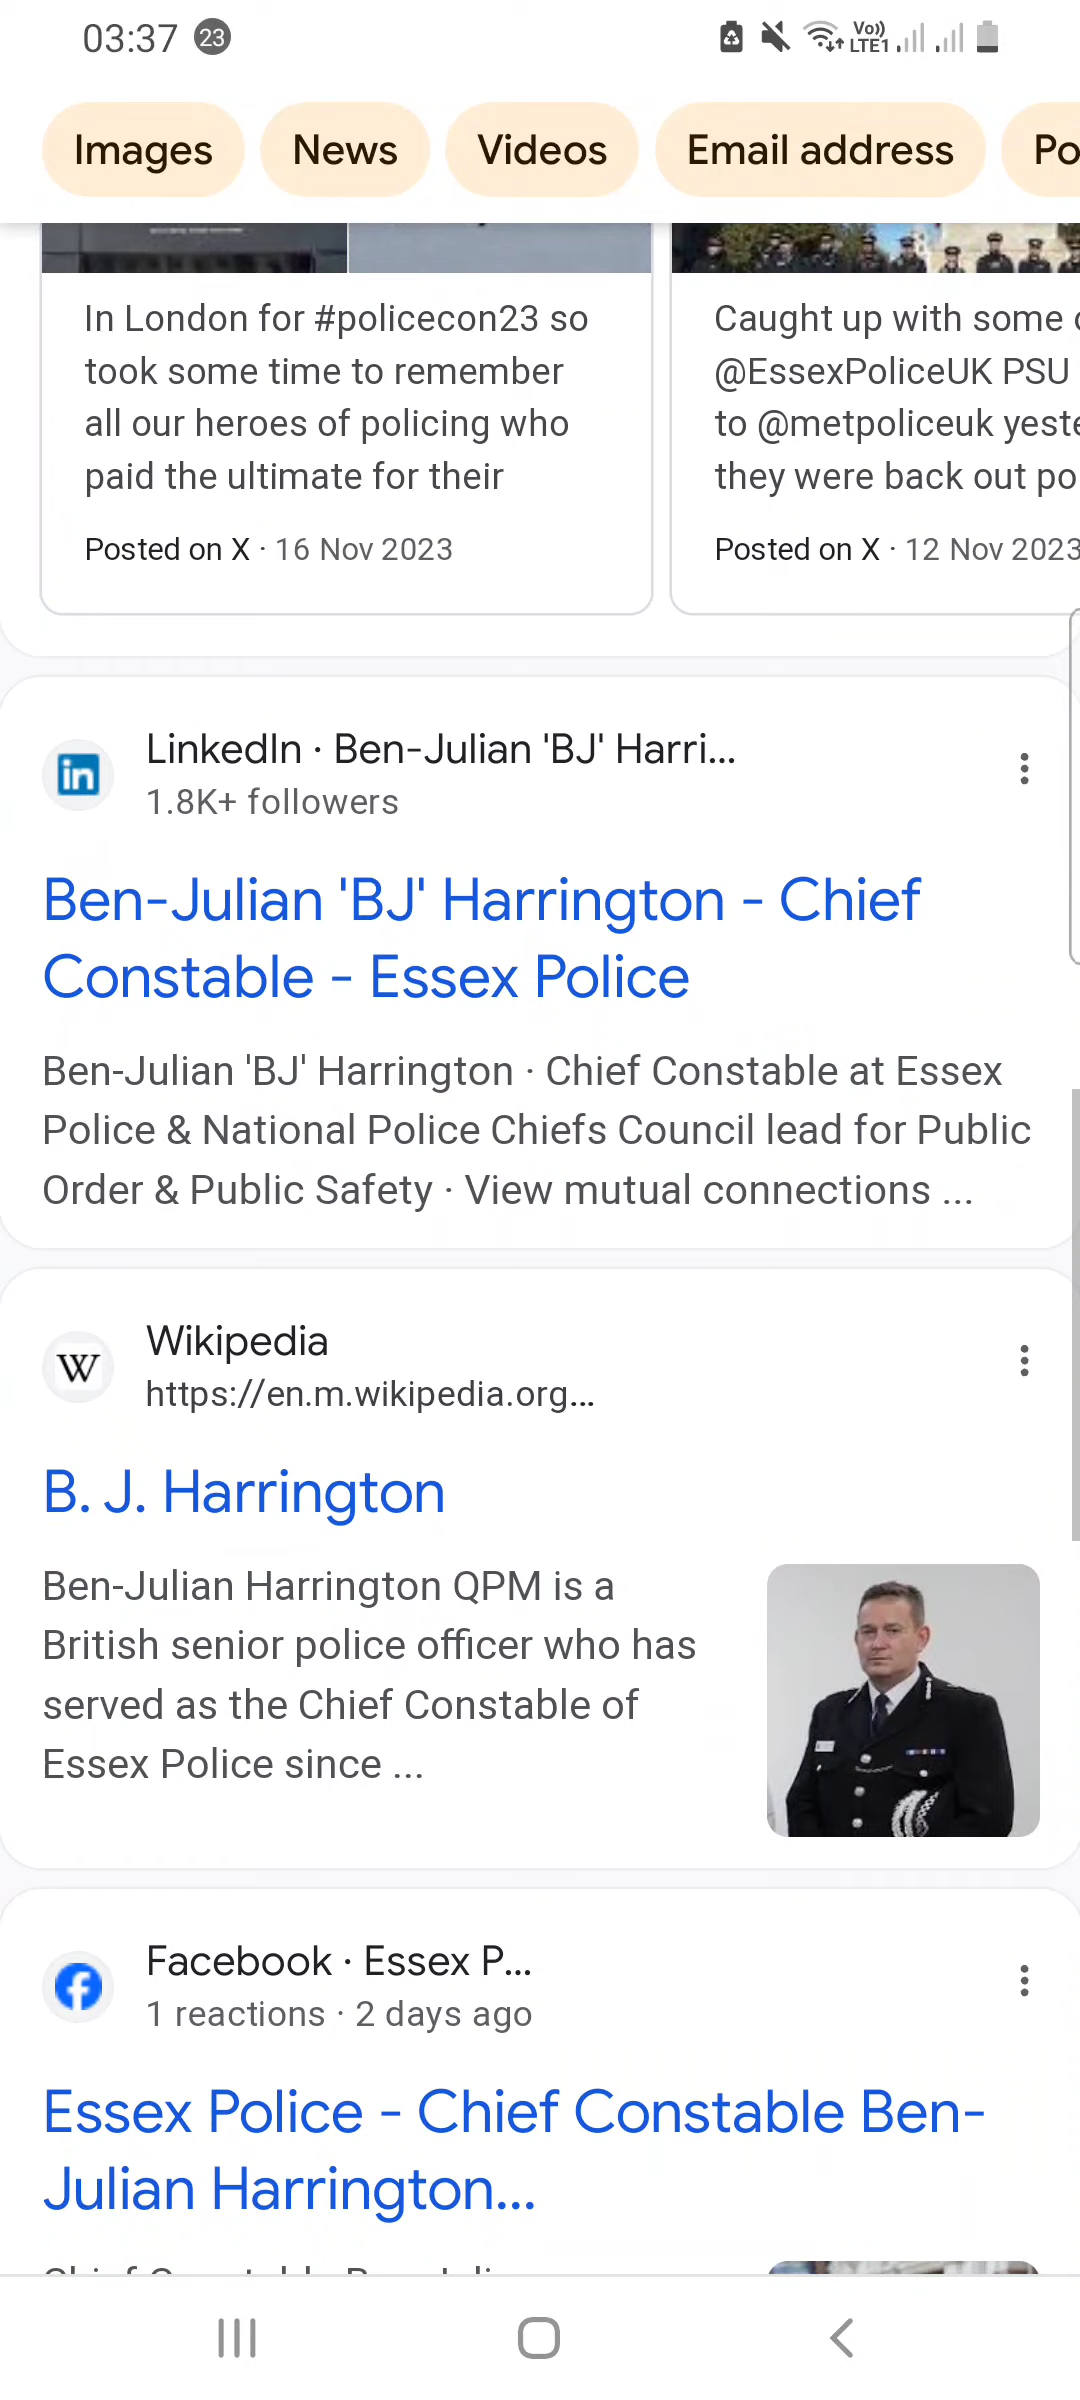 03:37 23 Vo)) LTE1
Images News Videos Email address Po
In London for #policecon23 so
took some time to remember
all our heroes of policing who
paid the ultimate for their
Posted on X · 16 Nov 2023
Caught up with some
@EssexPoliceUK PSU
to @metpoliceuk yeste
they were back out po
Posted on X · 12 Nov 2023
in LinkedIn · Ben-Julian 'BJ' Harri...
1.8K+ followers
Ben-Julian 'BJ' Harrington - Chief
Constable - Essex Police
Ben-Julian 'BJ' Harrington · Chief Constable at Essex
Police & National Police Chiefs Council lead for Public
Order & Public Safety · View mutual connections ...
W Wikipedia
https://en.m.wikipedia.org...
B. J. Harrington
Ben-Julian Harrington QPM is a
British senior police officer who has
served as the Chief Constable of
Essex Police since ...
f Facebook · Essex P...
1 reactions · 2 days ago
Essex Police - Chief Constable Ben-
Julian Harrington...